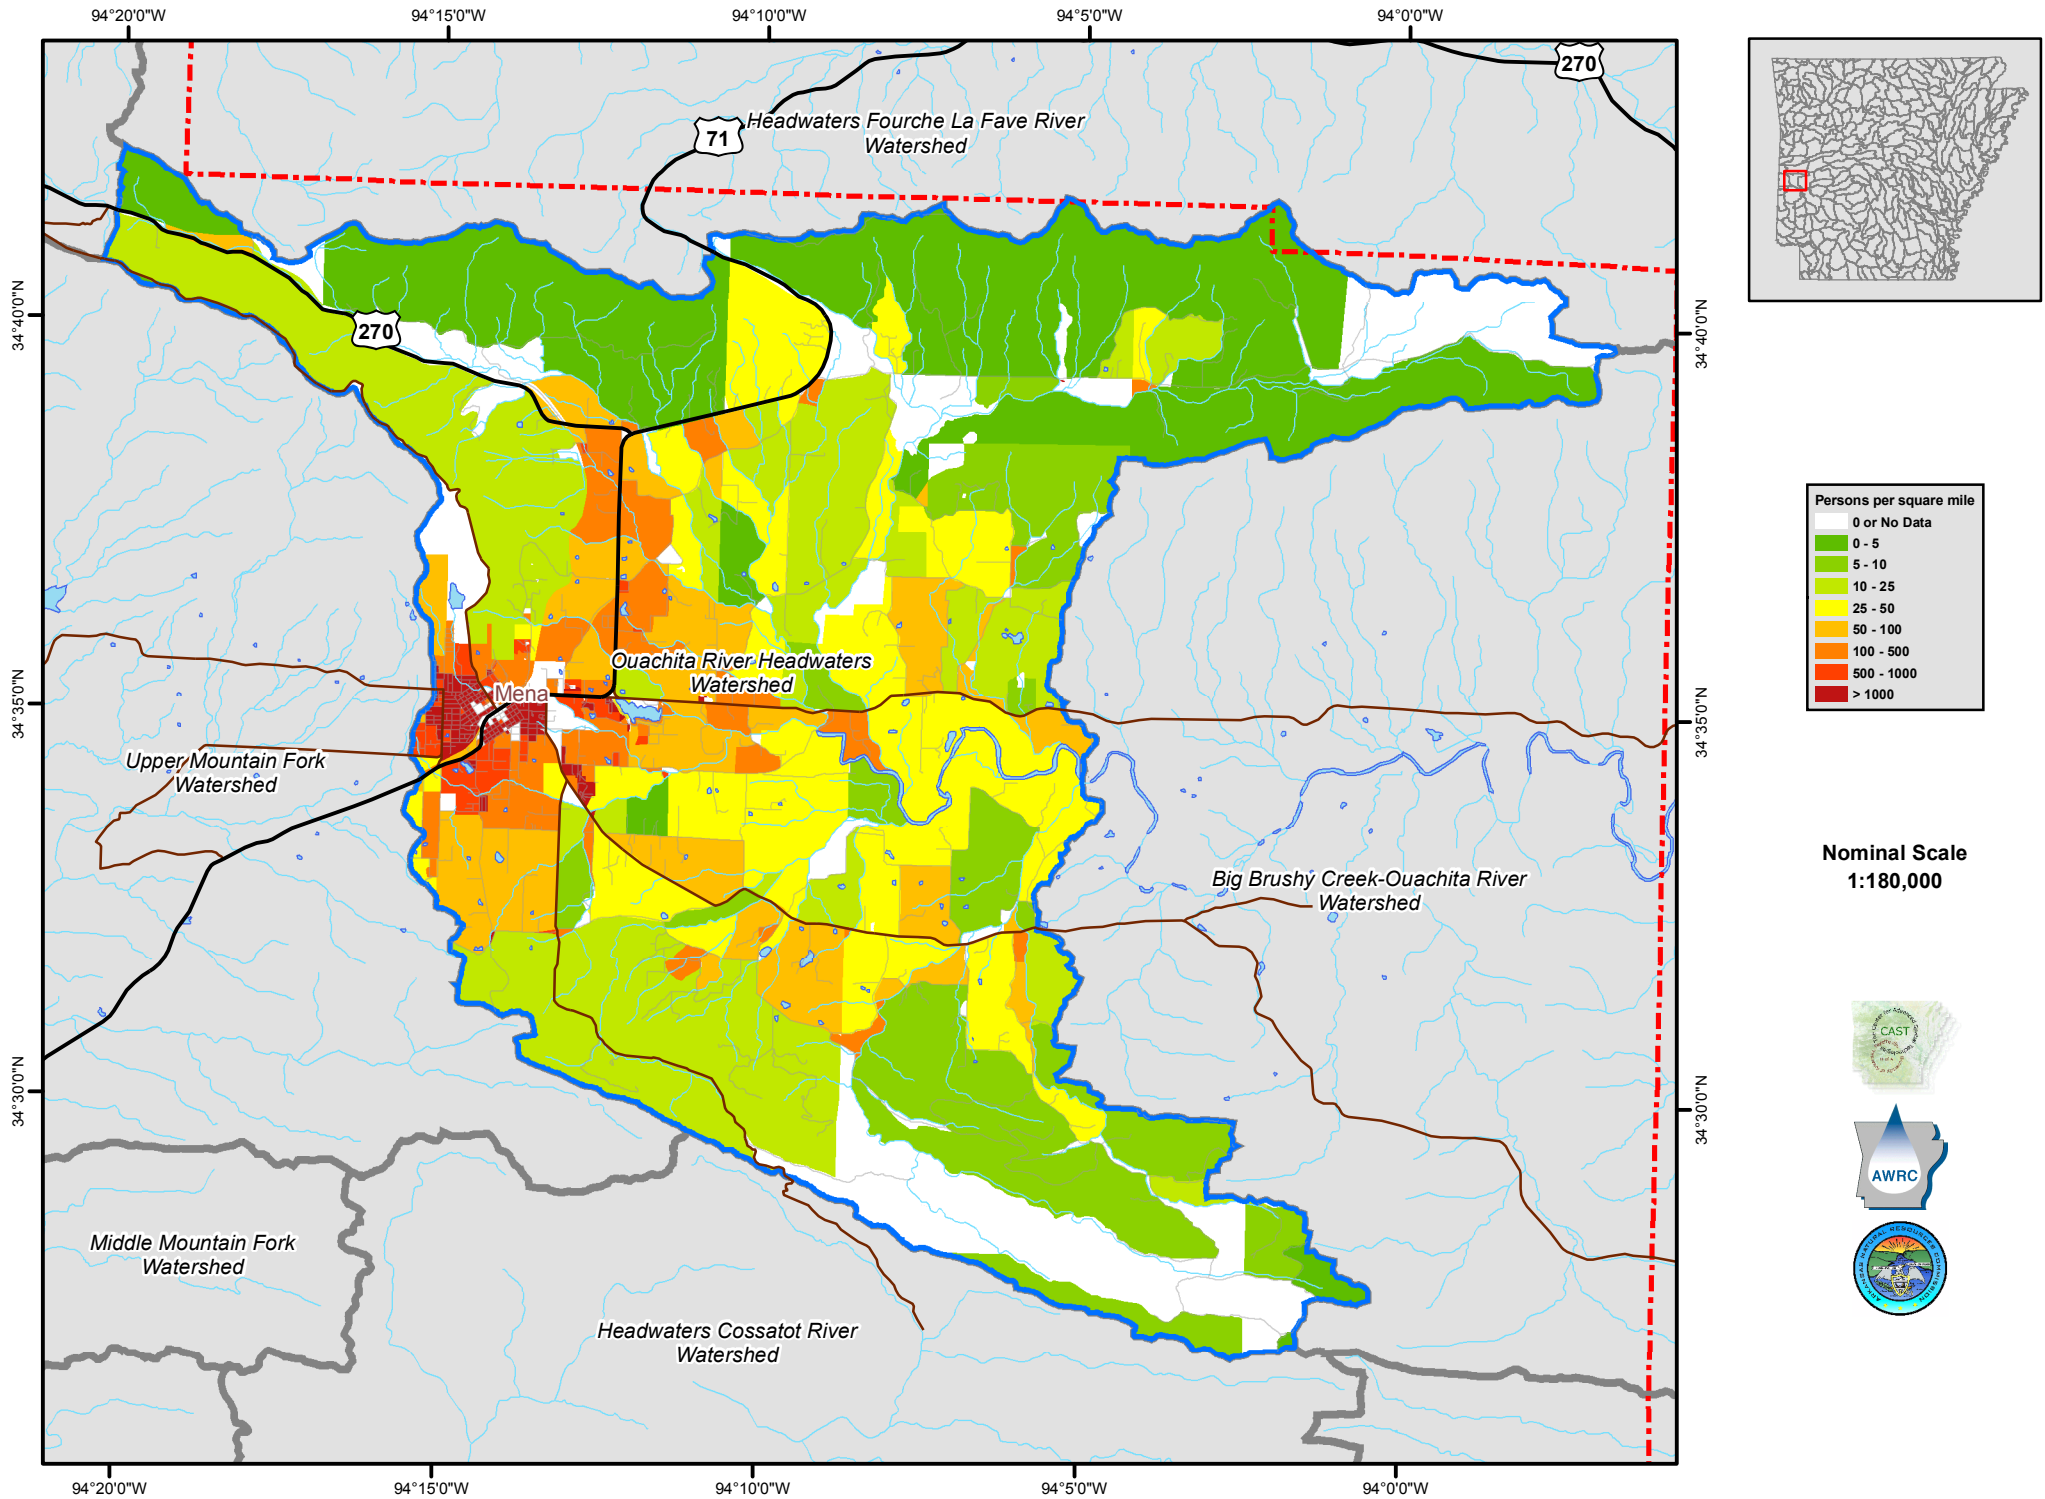 94°20'0"W
94°15'0"W
94°10'0"W
94°5'0"W
94°0'0"W
270
71
Headwaters Fourche La Fave River
Watershed
34°40'0"N
34°40'0"N
270
Persons per square mile
0 or No Data
0 - 5
5 - 10
10 - 25
25 - 50
50 - 100
100 - 500
500 - 1000
> 1000
Ouachita River Headwaters
Watershed
Mena
34°35'0"N
34°35'0"N
Upper Mountain Fork
Watershed
Nominal Scale
1:180,000
Big Brushy Creek-Ouachita River
Watershed
CAST
34°30'0"N
34°30'0"N
AWRC
ARKANSAS NATURAL RESOURCES COMMISSION
Middle Mountain Fork
Watershed
Headwaters Cossatot River
Watershed
94°20'0"W
94°15'0"W
94°10'0"W
94°5'0"W
94°0'0"W